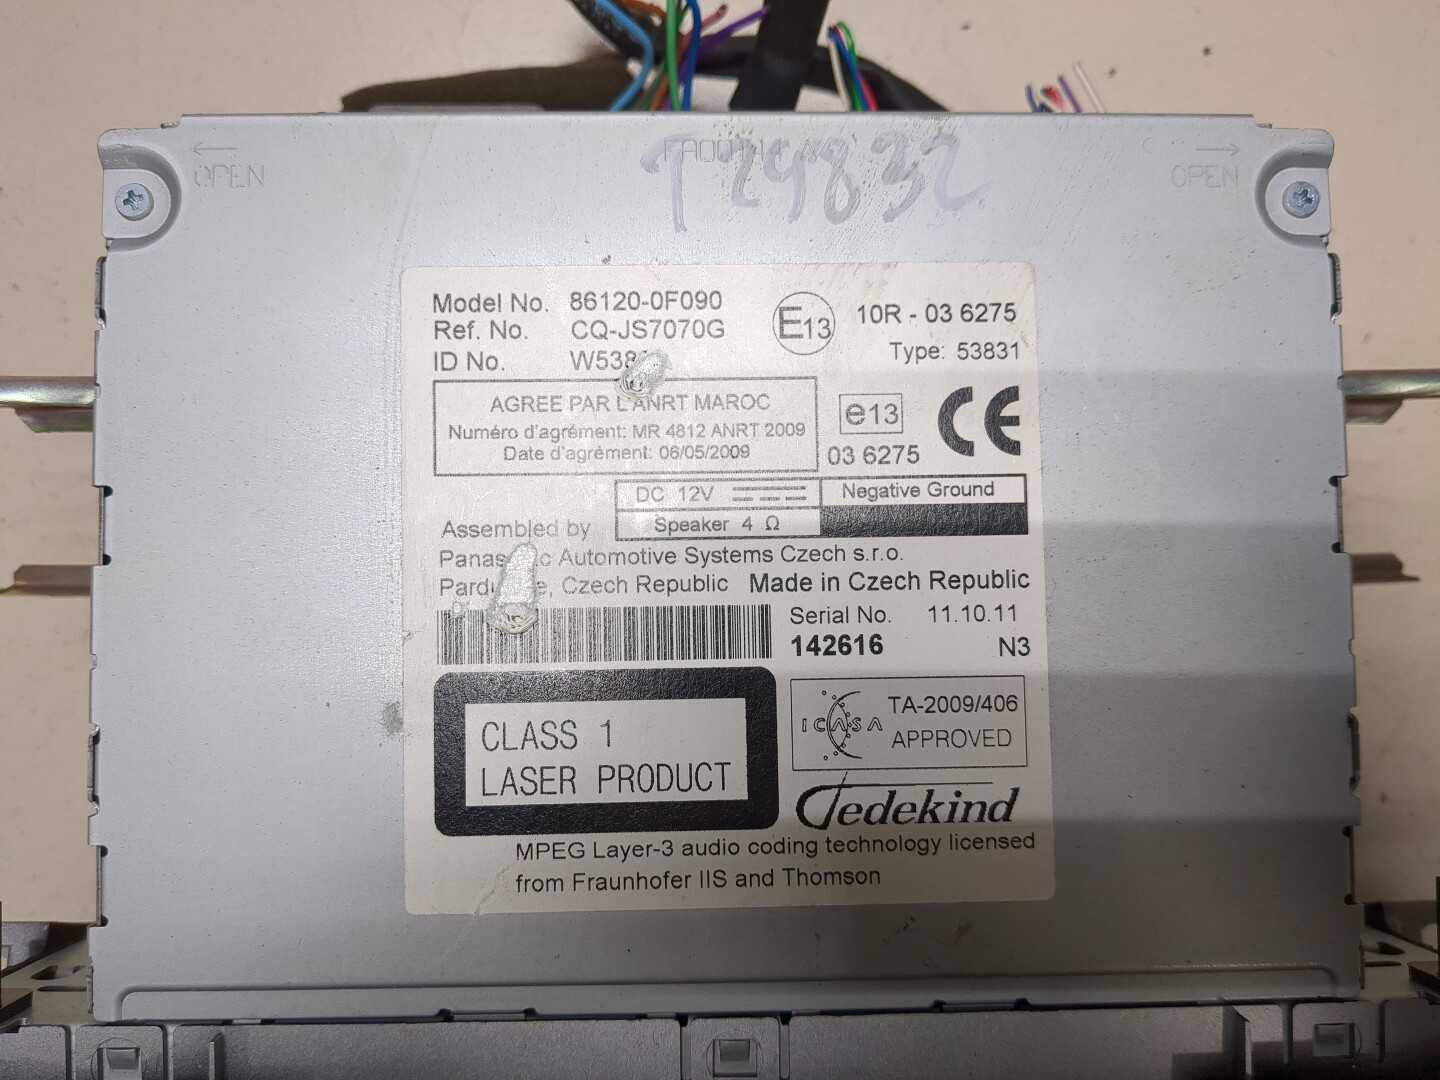 OPEN
T29832
OPEN
Model No. 86120-0F090
Ref. No. CQ-JS7070G
ID No.
E13
10R - 03 6275
Type: 53831
AGREE PAR L'ANRT MAROC
Numéro d'agrément: MR 4812 ANRT 2009
Date d'agrément: 06/05/2009
e13
03 6275
CE
DC 12V
Negative Ground
Speaker 4 Ω
Assembled by
Automotive Systems Czech s.r.o.
Czech Republic Made in Czech Republic
Serial No. 11.10.11
142616 N3
CLASS 1
LASER PRODUCT
ICASA
TA-2009/406
APPROVED
Tedekind
MPEG Layer-3 audio coding technology licensed
from Fraunhofer IIS and Thomson